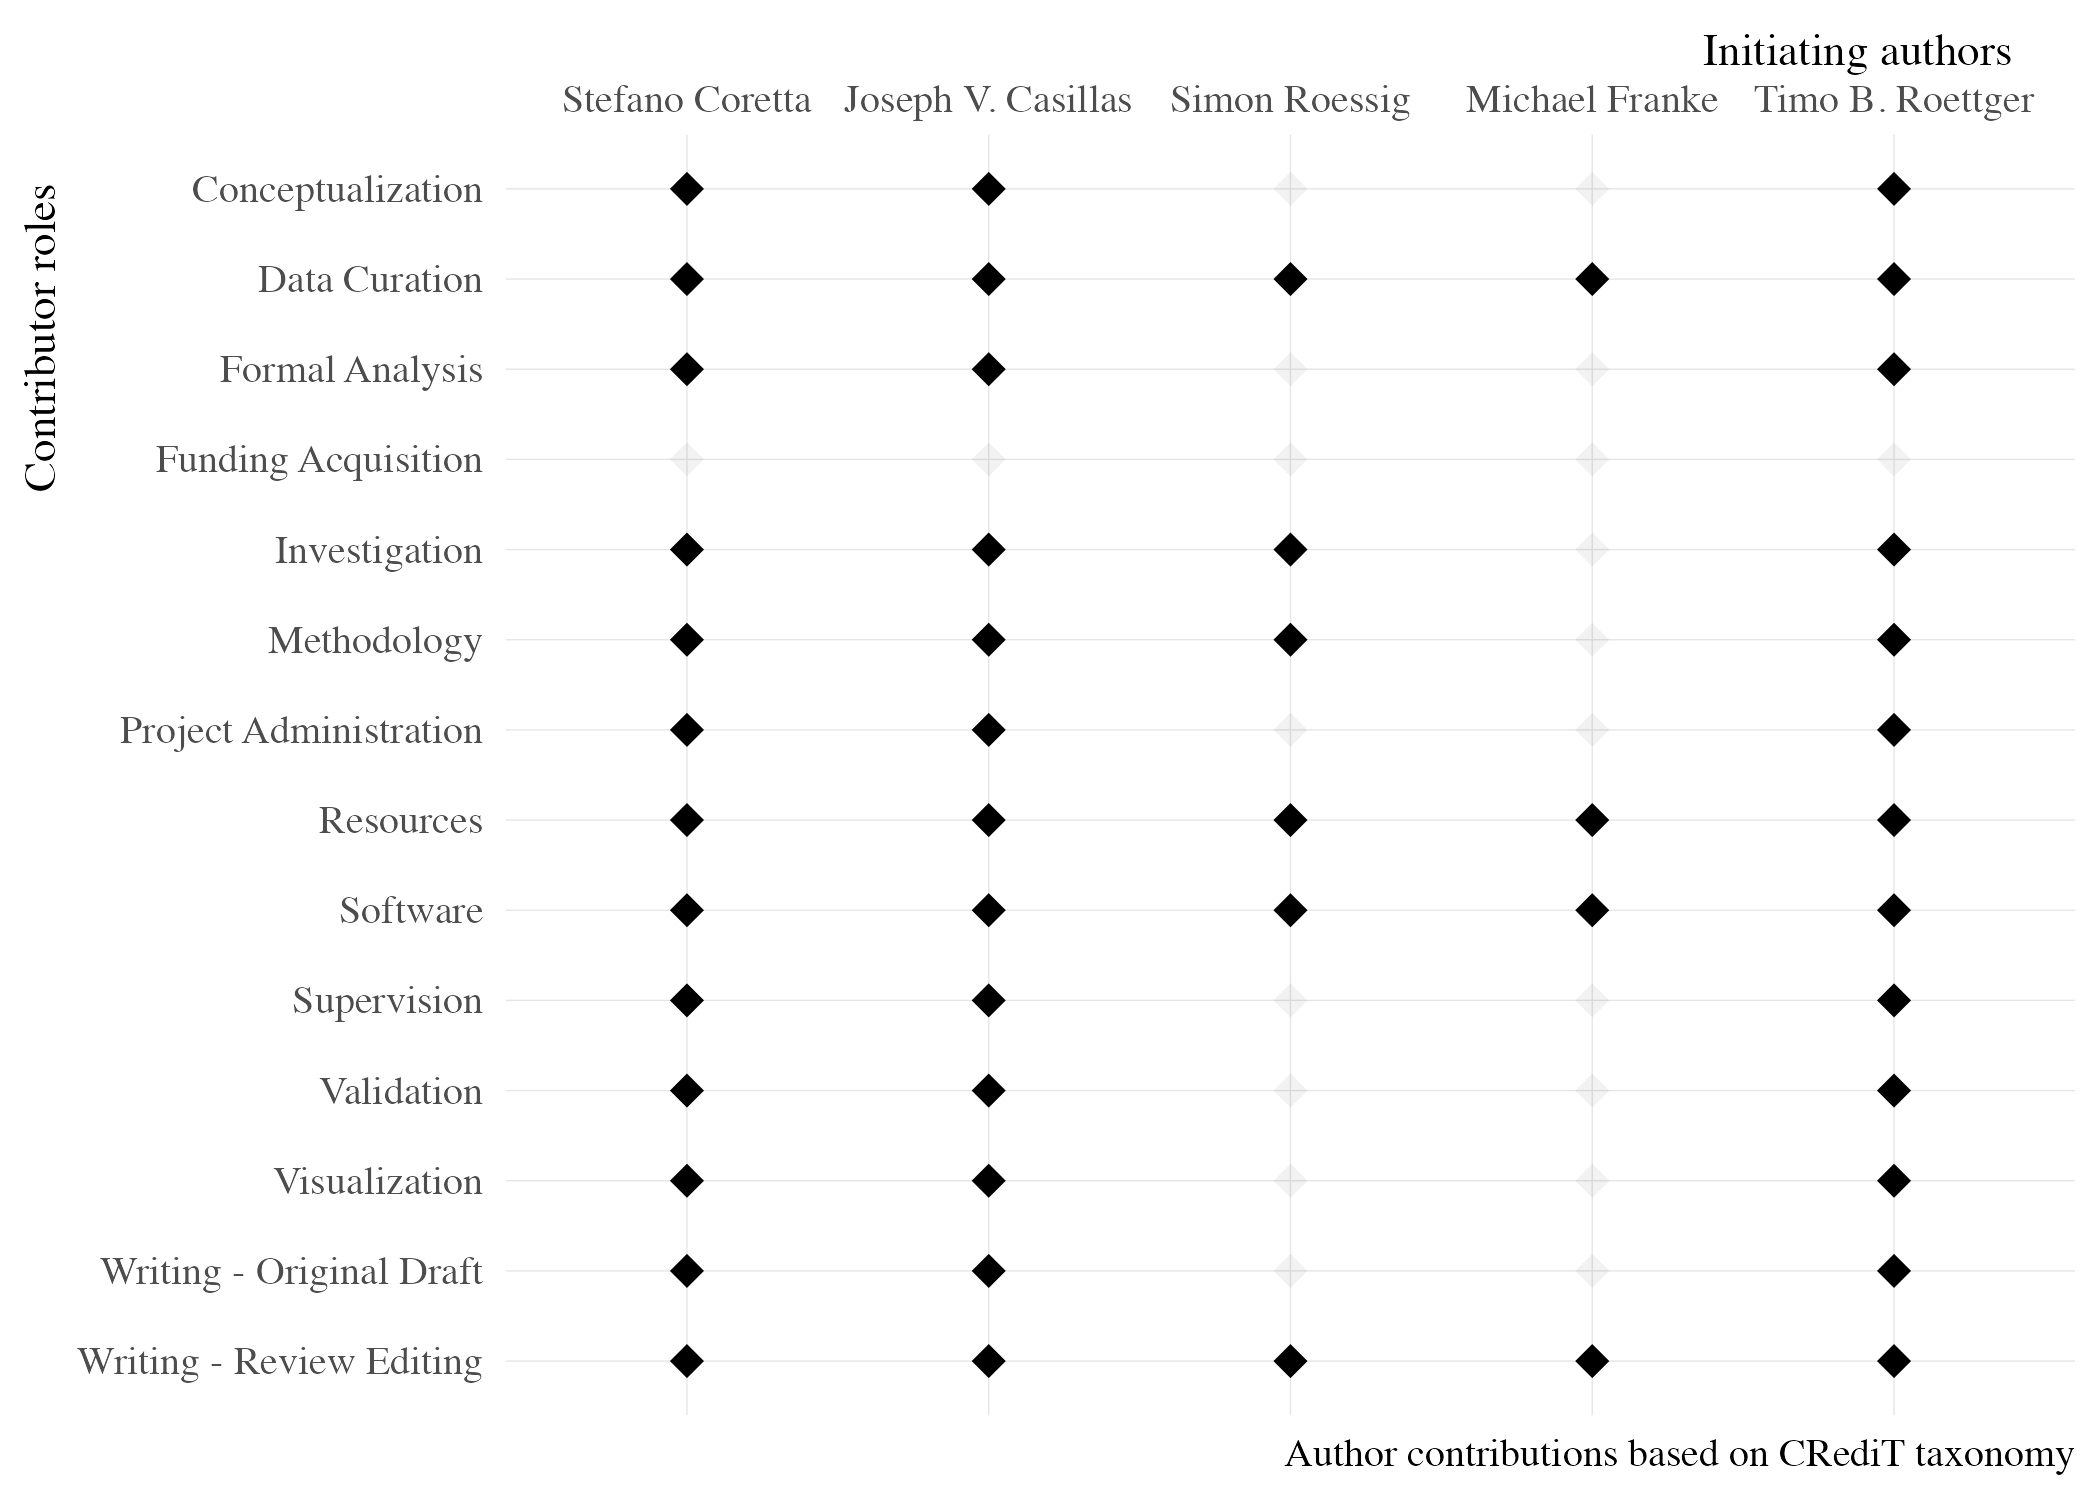 Initiating authors
Stefano Coretta Joseph V. Casillas Simon Roessig Michael Franke Timo B. Roettger
Contributor roles
Conceptualization
Data Curation
Formal Analysis
Funding Acquisition
Investigation
Methodology
Project Administration
Resources
Software
Supervision
Validation
Visualization
Writing - Original Draft
Writing - Review Editing
Author contributions based on CRediT taxonomy